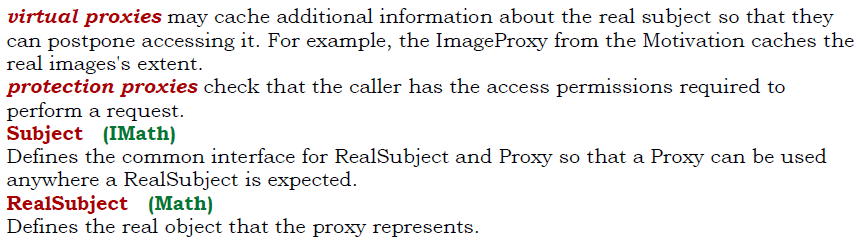 virtual proxies may cache additional information about the real subject so that they
can postpone accessing it. For example, the ImageProxy from the Motivation caches the
real images's extent.
protection proxies check that the caller has the access permissions required to
perform a request.
Subject (IMath)
Defines the common interface for RealSubject and Proxy so that a Proxy can be used
anywhere a RealSubject is expected.
RealSubject (Math)
Defines the real object that the proxy represents.